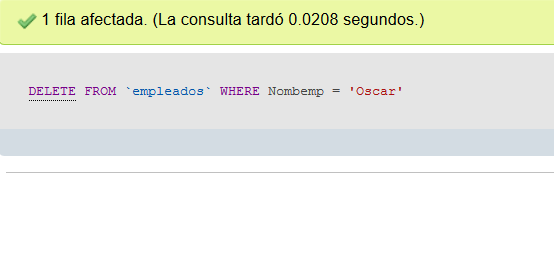 1 fila afectada. (La consulta tardó 0.0208 segundos.)
DELETE FROM `empleados` WHERE Nombemp = 'Oscar'